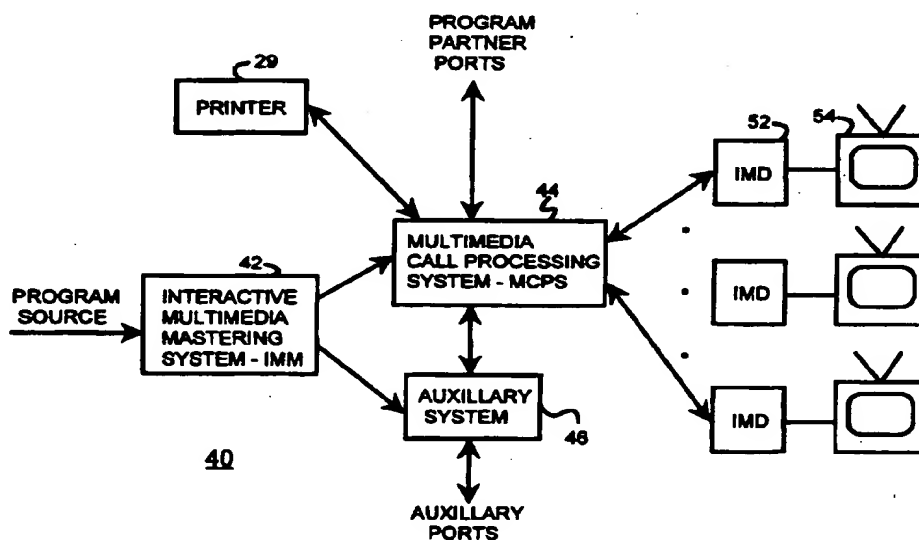 PROGRAM
PARTNER
PORTS
29
PRINTER
52
54
IMD
44
MULTIMEDIA
CALL PROCESSING
SYSTEM - MCPS
42
PROGRAM
SOURCE
INTERACTIVE
MULTIMEDIA
MASTERING
SYSTEM - IMM
IMD
AUXILLARY
SYSTEM
46
IMD
40
AUXILLARY
PORTS